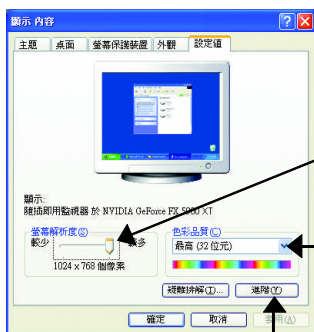 顯示 內容
主題 桌面 螢幕保護裝置 外觀 設定值
顯示:
隨插即用監視器 於 NVIDIA GeForce FX 5900 XT
螢幕解析度(S)
較少 較多
1024 x 768 個像素
色彩品質(C)
最高 (32 位元)
疑難排解(T)... 進階(V)
確定 取消 套用(A)